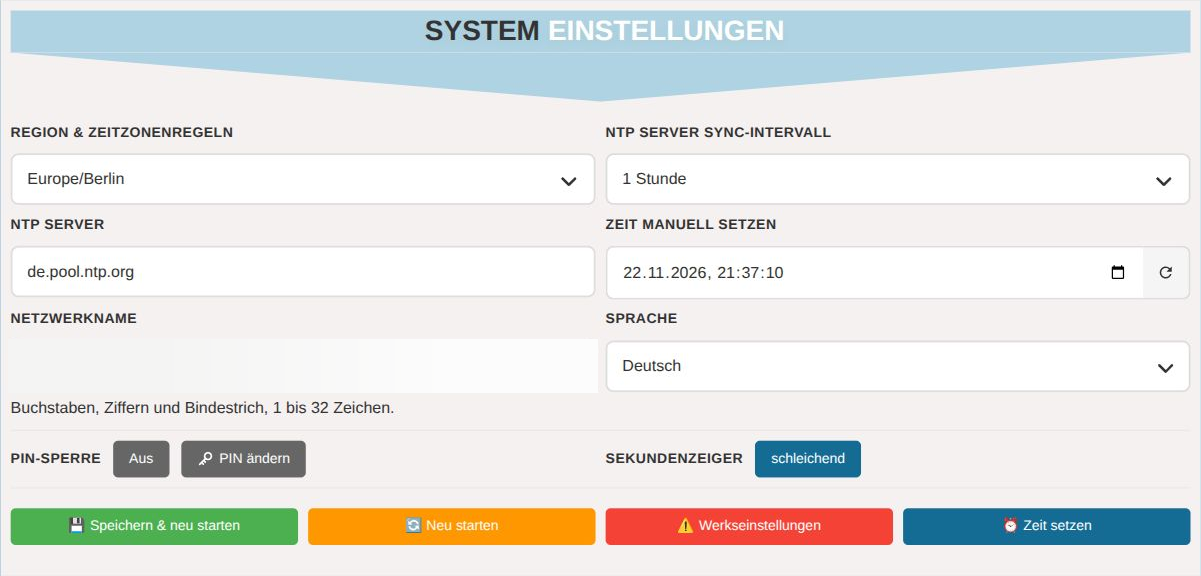 SYSTEM EINSTELLUNGEN
REGION & ZEITZONENREGELN
Europe/Berlin
NTP SERVER SYNC-INTERVALL
1 Stunde
NTP SERVER
de.pool.ntp.org
ZEIT MANUELL SETZEN
22.11.2026, 21:37:10
NETZWERKNAME
Buchstaben, Ziffern und Bindestrich, 1 bis 32 Zeichen.
SPRACHE
Deutsch
PIN-SPERRE Aus PIN ändern
SEKUNDENZEIGER schleichend
Speichern & neu starten
Neu starten
Werkseinstellungen
Zeit setzen